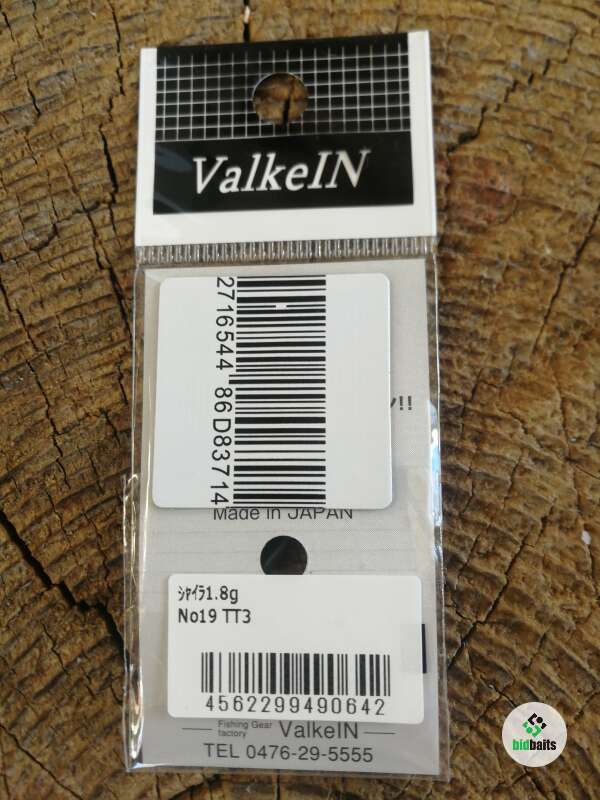 ValkeIN
2716544 86D83714
Made in JAPAN
ｼｬｲﾗ1.8g
No19 TT3
4562299490642
Fishing Gear
factory
ValkeIN
TEL 0476-29-5555
bidbaits